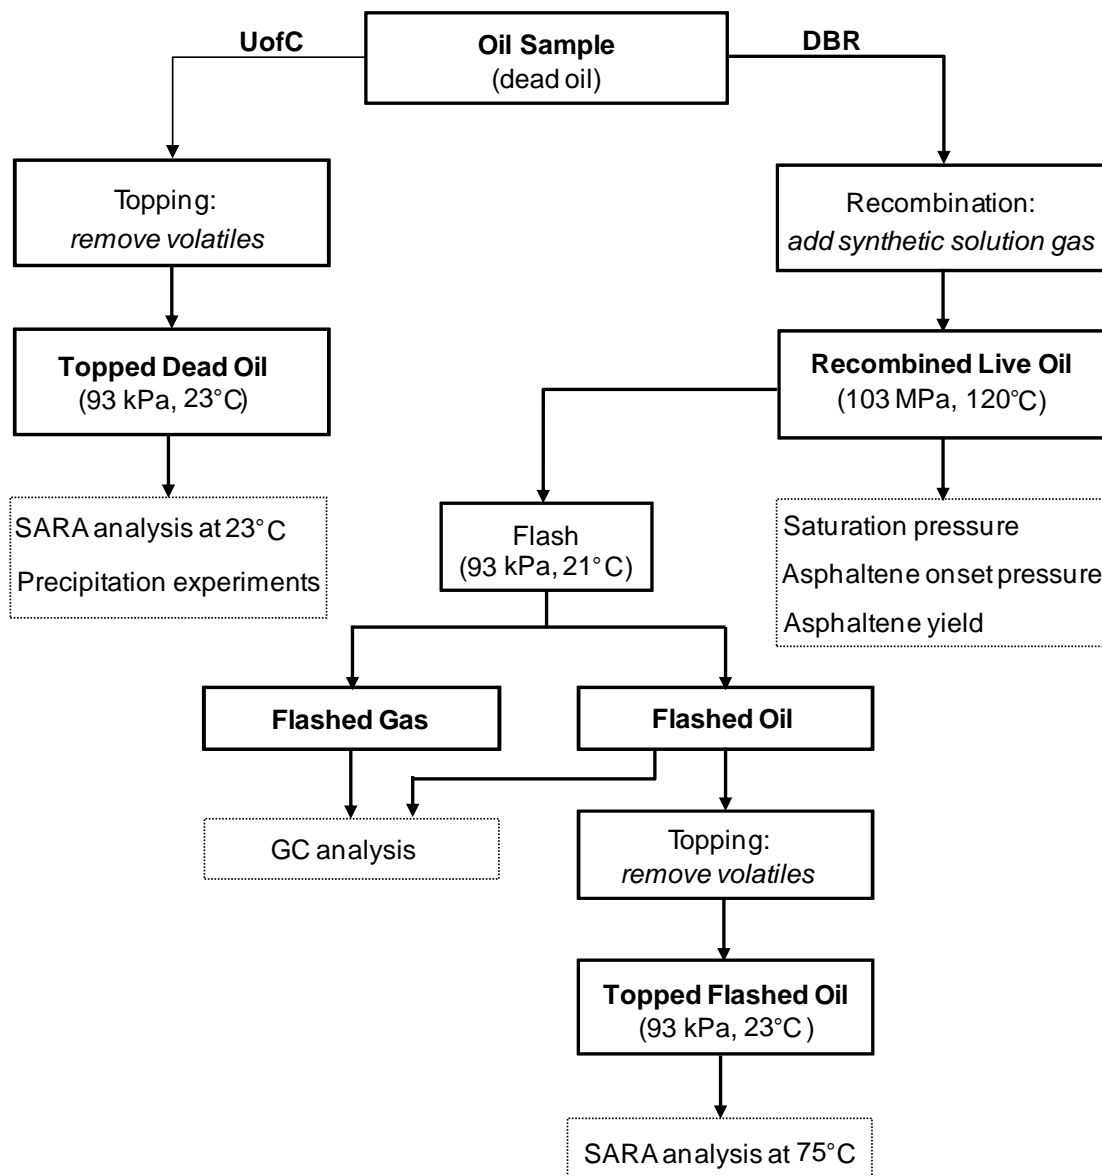 UofC
Oil Sample
(dead oil)
DBR
Topping:
remove volatiles
Recombination:
add synthetic solution gas
Topped Dead Oil
(93 kPa, 23°C)
Recombined Live Oil
(103 MPa, 120°C)
SARA analysis at 23°C
Precipitation experiments
Flash
(93 kPa, 21°C)
Saturation pressure
Asphaltene onset pressure
Asphaltene yield
Flashed Gas
Flashed Oil
GC analysis
Topping:
remove volatiles
Topped Flashed Oil
(93 kPa, 23°C)
SARA analysis at 75°C